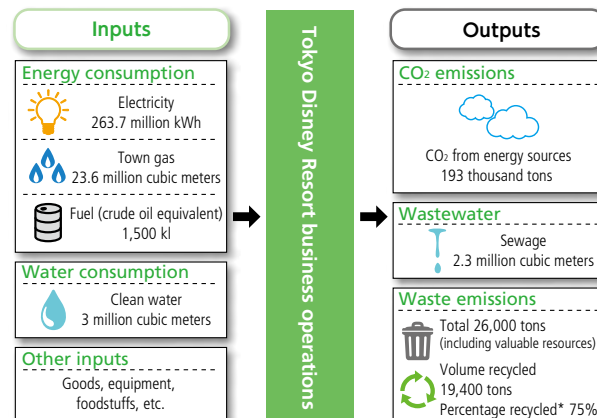 Inputs
Energy consumption
Electricity
263.7 million kWh
Town gas
23.6 million cubic meters
Fuel (crude oil equivalent)
1,500 kl
Water consumption
Clean water
3 million cubic meters
Other inputs
Goods, equipment,
foodstuffs, etc.
Tokyo Disney Resort business operations
Outputs
CO₂ emissions
CO₂ from energy sources
193 thousand tons
Wastewater
Sewage
2.3 million cubic meters
Waste emissions
Total 26,000 tons
(including valuable resources)
Volume recycled
19,400 tons
Percentage recycled* 75%